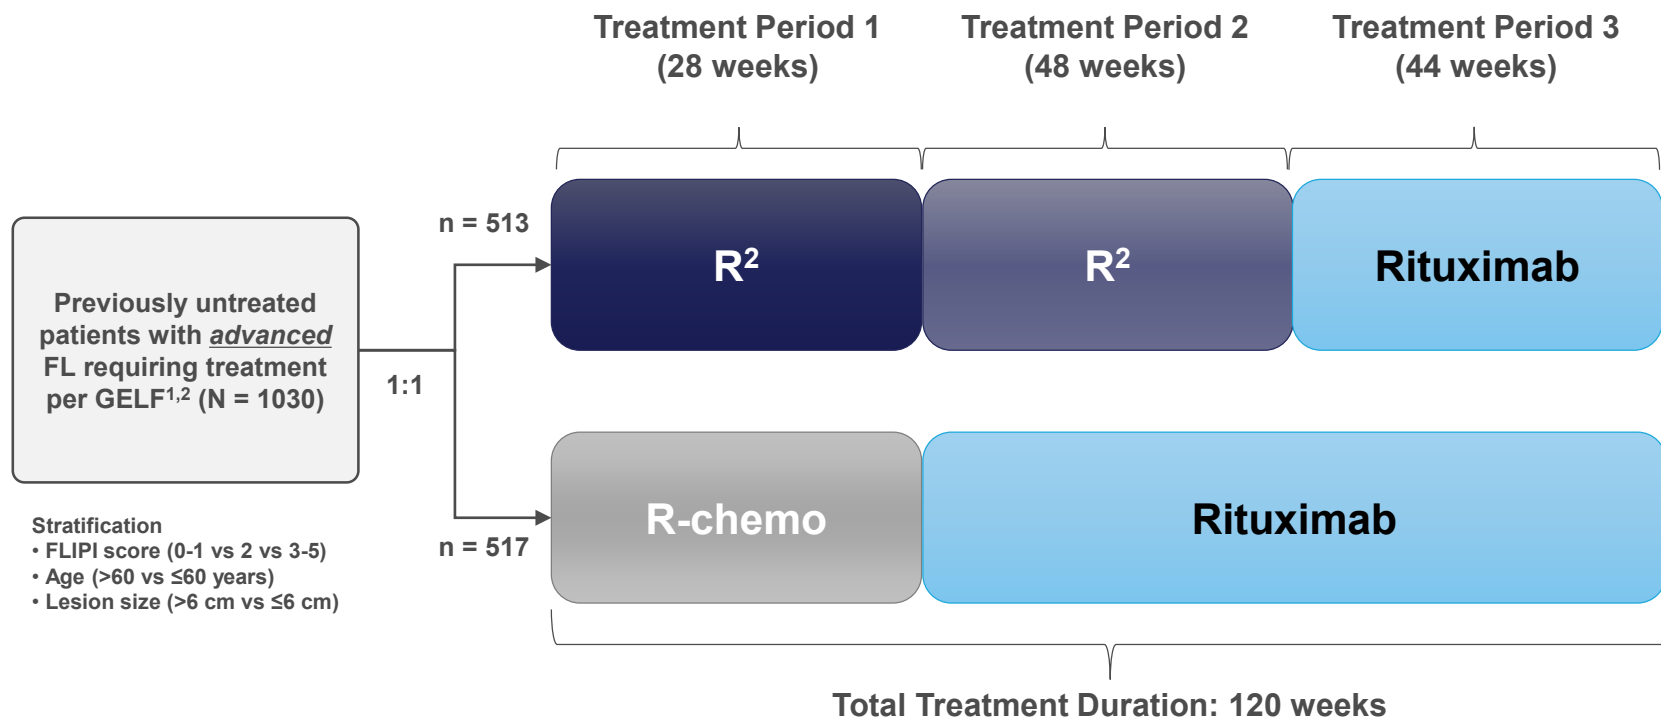 Treatment Period 1
(28 weeks)
Treatment Period 2
(48 weeks)
Treatment Period 3
(44 weeks)
n = 513
R²
R²
Rituximab
Previously untreated
patients with advanced
FL requiring treatment
per GELF¹,² (N = 1030)
1:1
n = 517
R-chemo
Rituximab
Stratification
• FLIPI score (0-1 vs 2 vs 3-5)
• Age (>60 vs ≤60 years)
• Lesion size (>6 cm vs ≤6 cm)
Total Treatment Duration: 120 weeks